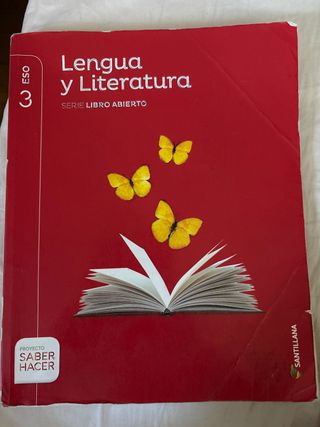 ESO
3
Lengua
y Literatura
SERIE LIBRO ABIERTO
PROYECTO
SABER
HACER
SANTILLANA